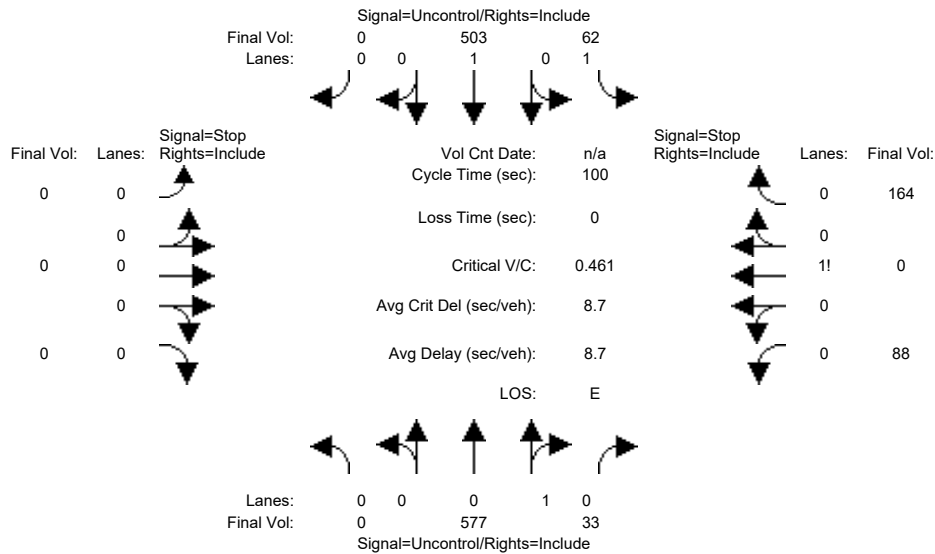 Signal=Uncontrol/Rights=Include
Final Vol: 0 503 62
Lanes: 0 0 1 0 1
Signal=Stop Signal=Stop
Final Vol: Lanes: Rights=Include Vol Cnt Date: n/a Rights=Include Lanes: Final Vol:
Cycle Time (sec): 100
0 0 0 164
Loss Time (sec): 0
0 0
0 0 Critical V/C: 0.461 1! 0
0 Avg Crit Del (sec/veh): 8.7 0
0 0 Avg Delay (sec/veh): 8.7 0 88
LOS: E
Lanes: 0 0 0 1 0
Final Vol: 0 577 33
Signal=Uncontrol/Rights=Include